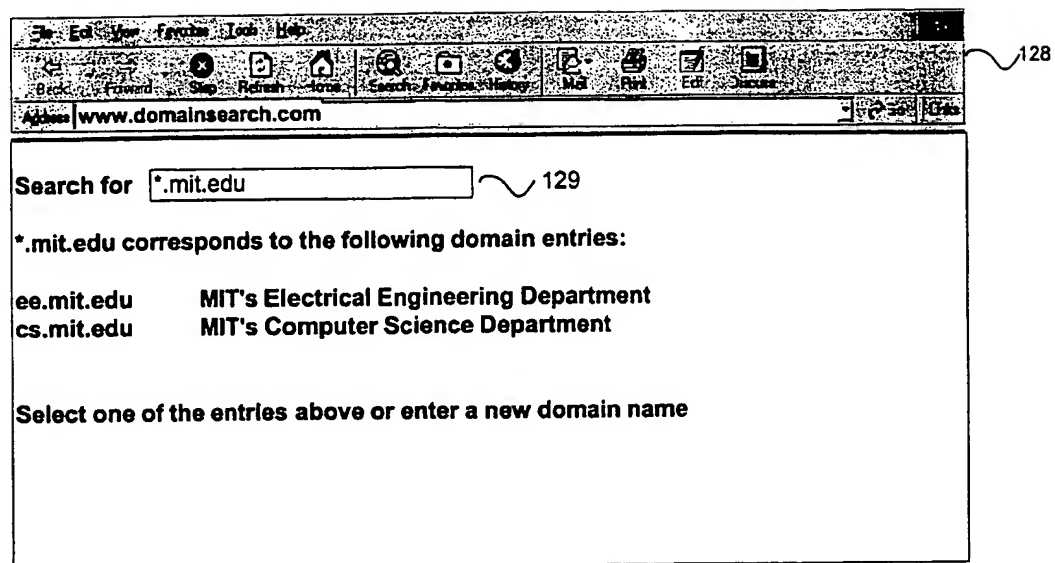 File Edit View Favorites Tools Help
Back Forward Stop Refresh Home Search Favorites History Mail Print Edit Discuss
128
Address www.domainsearch.com Links
Search for *.mit.edu 129
*.mit.edu corresponds to the following domain entries:
ee.mit.edu MIT's Electrical Engineering Department
cs.mit.edu MIT's Computer Science Department
Select one of the entries above or enter a new domain name